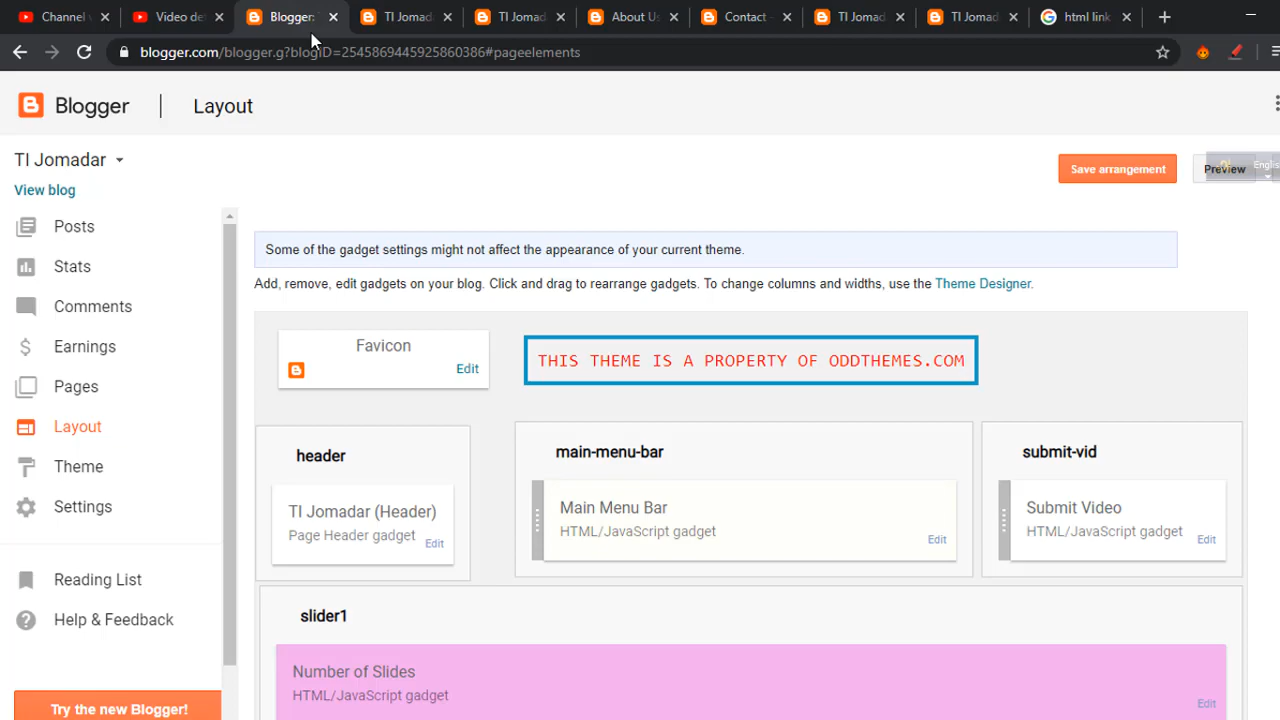 Channel
Video de
Blogger:
TI Jomad
TI Jomad
About Us
Contact -
TI Jomad
TI Jomad
html link
blogger.com/blogger.g?blogID=2545869445925860386#pageelements
Blogger
Layout
TI Jomadar
View blog
Save arrangement
Preview
Englis
Posts
Stats
Comments
Earnings
Pages
Layout
Theme
Settings
Reading List
Help & Feedback
Try the new Blogger!
Some of the gadget settings might not affect the appearance of your current theme.
Add, remove, edit gadgets on your blog. Click and drag to rearrange gadgets. To change columns and widths, use the Theme Designer.
Favicon
Edit
THIS THEME IS A PROPERTY OF ODDTHEMES.COM
header
TI Jomadar (Header)
Page Header gadget
Edit
main-menu-bar
Main Menu Bar
HTML/JavaScript gadget
Edit
submit-vid
Submit Video
HTML/JavaScript gadget
Edit
slider1
Number of Slides
HTML/JavaScript gadget
Edit